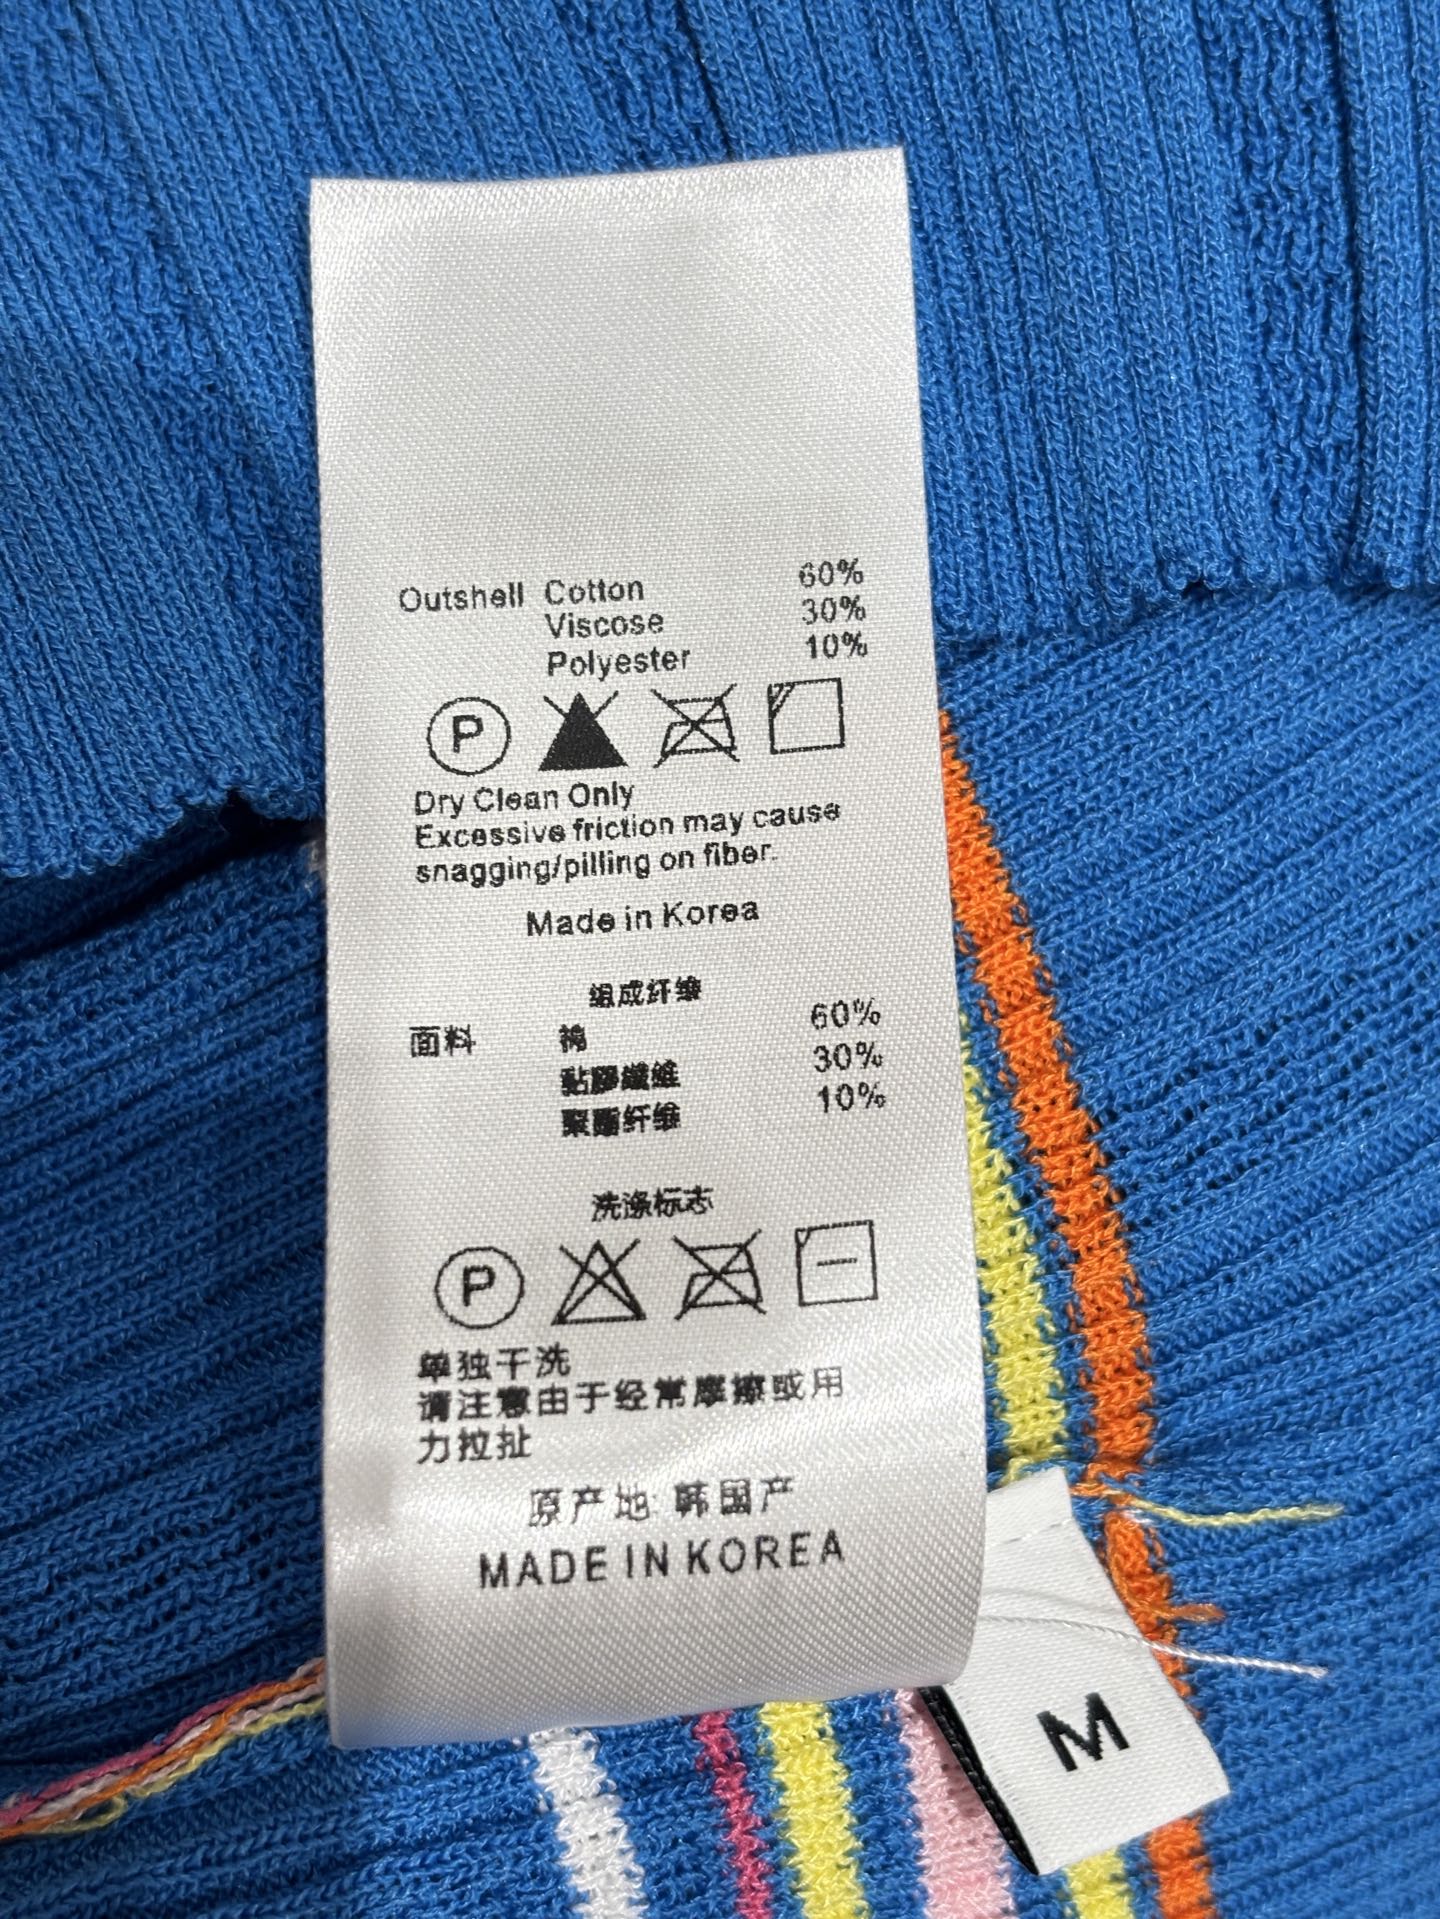 Outshell Cotton 60%
Viscose 30%
Polyester 10%
P
Dry Clean Only
Excessive friction may cause
snagging/pilling on fiber.
Made in Korea
组成纤维
面料 棉 60%
黏膠纖维 30%
聚酯纤维 10%
洗涤标志
P
单独干洗
请注意由于经常摩擦或用
力拉扯
原产地: 韩国产
MADE IN KOREA
M